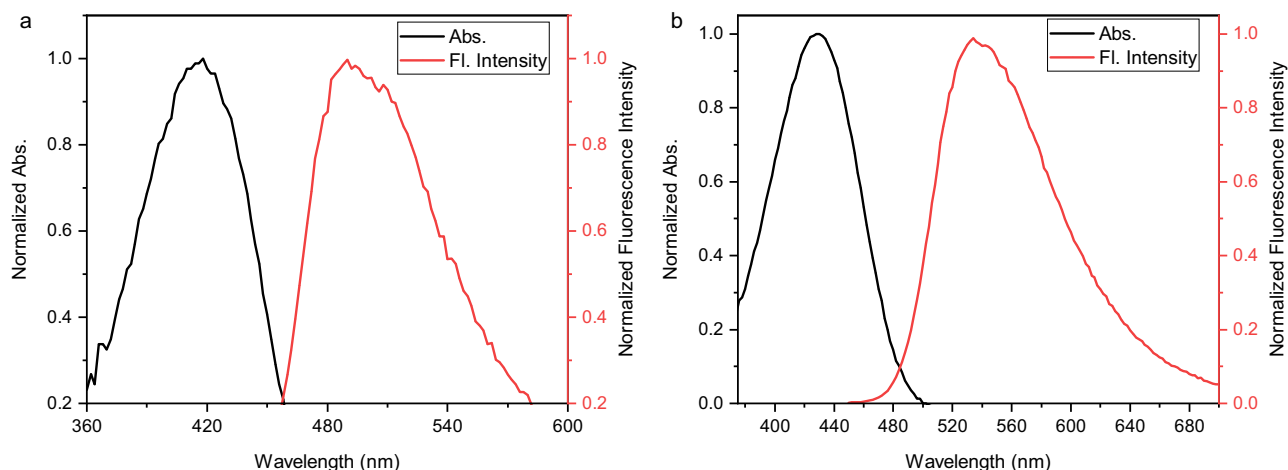 a
Abs.
Fl. Intensity
Normalized Abs.
1.0
0.8
0.6
0.4
0.2
1.0
0.8
0.6
0.4
0.2
Normalized Fluorescence Intensity
360 420 480 540 600
Wavelength (nm)
b
Abs.
Fl. Intensity
Normalized Abs.
1.0
0.8
0.6
0.4
0.2
0.0
1.0
0.8
0.6
0.4
0.2
0.0
Normalized Fluorescence Intensity
400 440 480 520 560 600 640 680
Wavelength (nm)